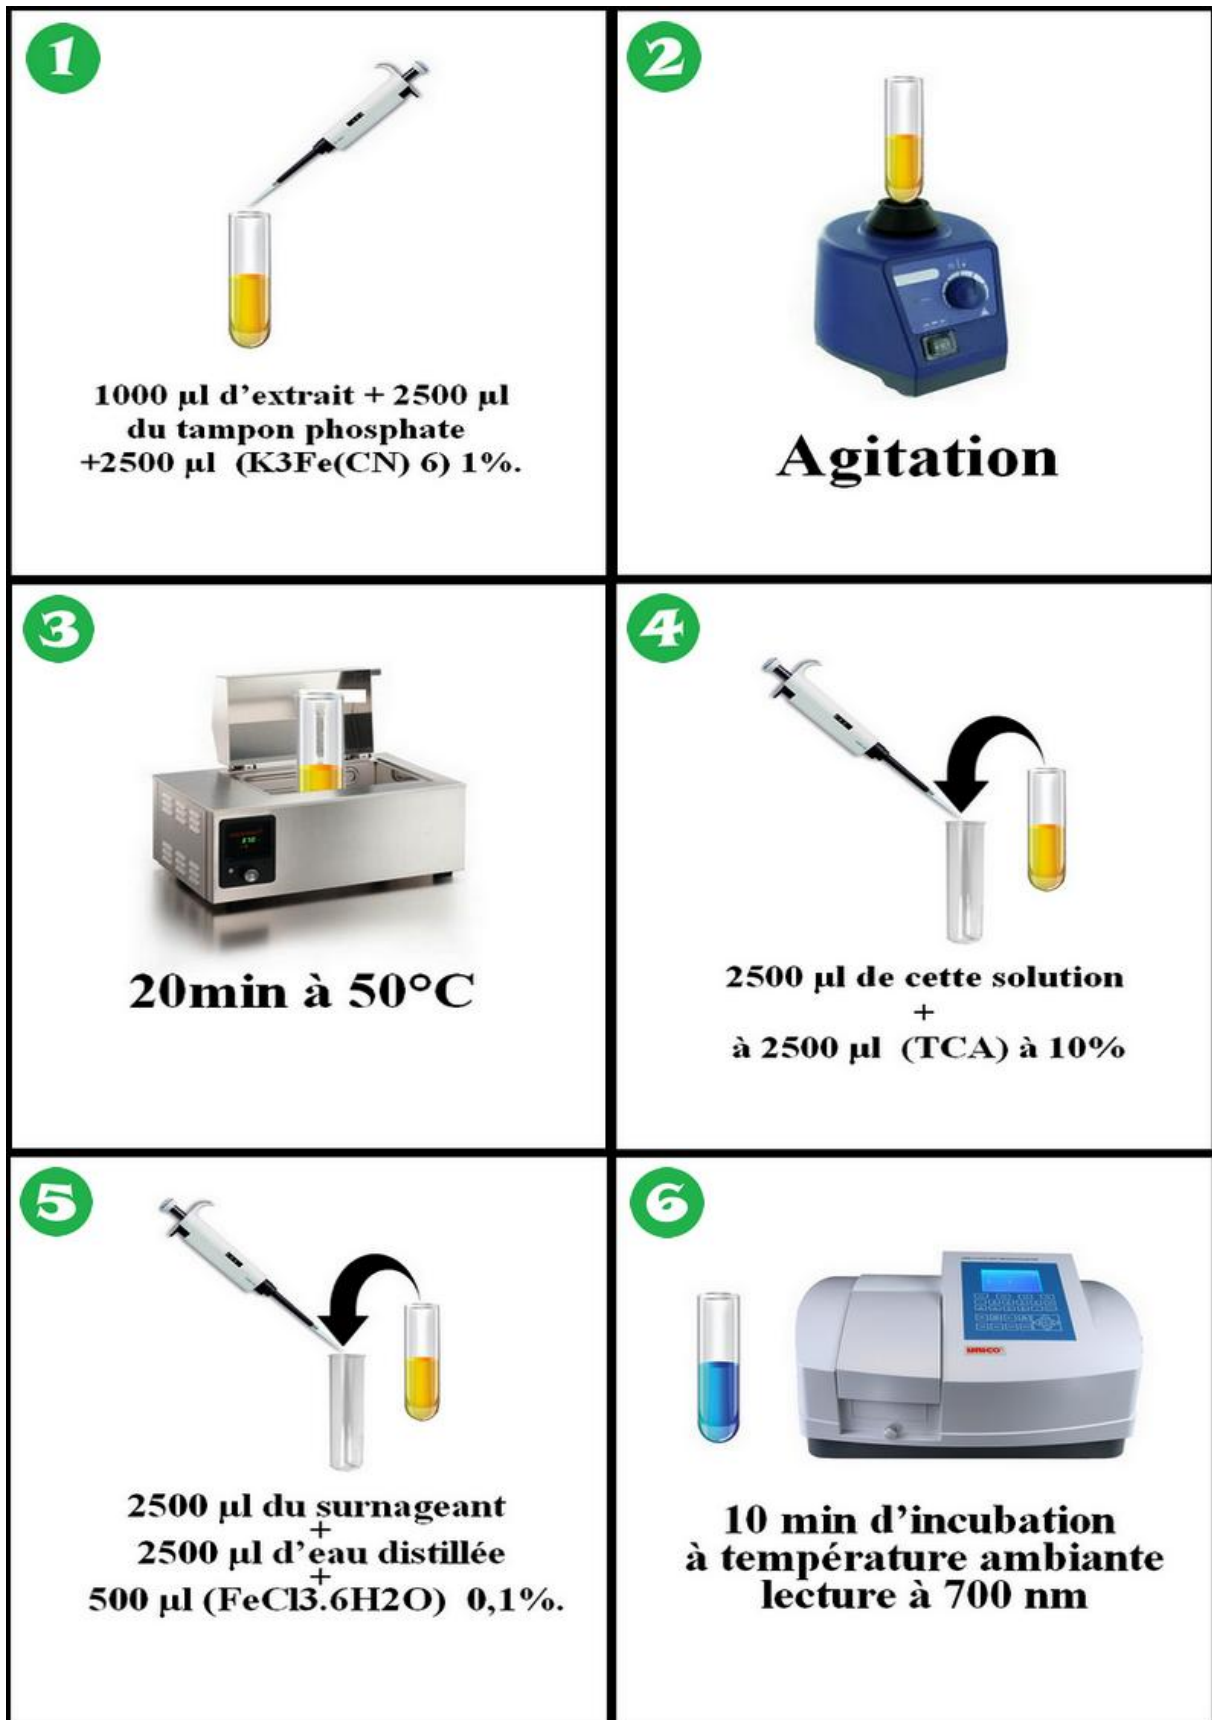 1
1000 µl d'extrait + 2500 µl
du tampon phosphate
+2500 µl (K3Fe(CN) 6) 1%.
2
Agitation
3
20min à 50°C
4
2500 µl de cette solution
+
à 2500 µl (TCA) à 10%
5
2500 µl du surnageant
+
2500 µl d'eau distillée
+
500 µl (FeCl3.6H2O) 0,1%.
6
UNICO
10 min d'incubation
à température ambiante
lecture à 700 nm